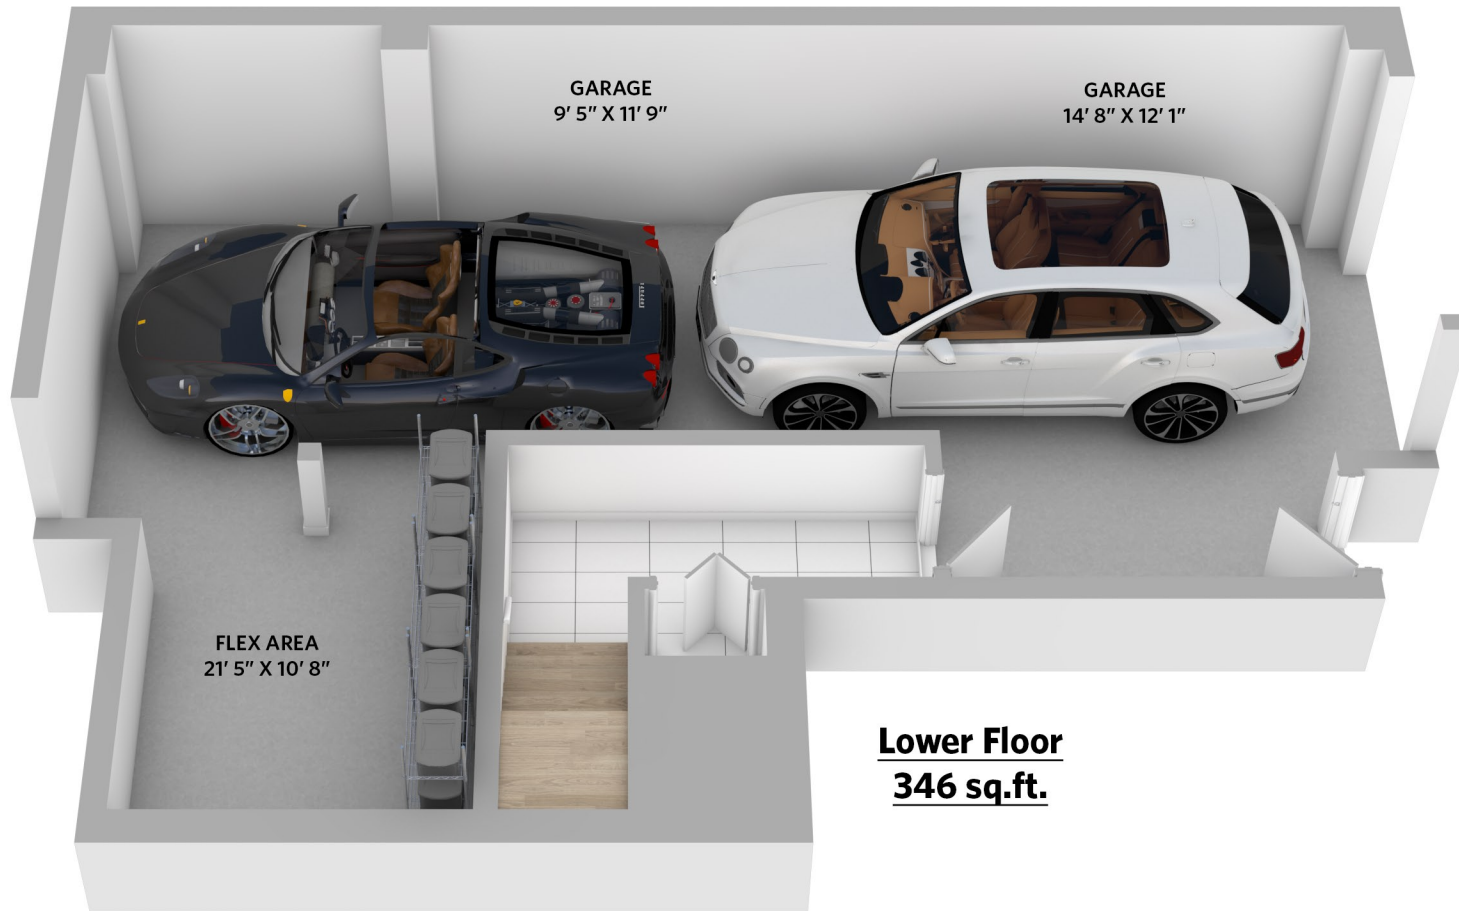 GARAGE
9' 5" X 11' 9"
GARAGE
14' 8" X 12' 1"
FLEX AREA
21' 5" X 10' 8"
Lower Floor
346 sq.ft.